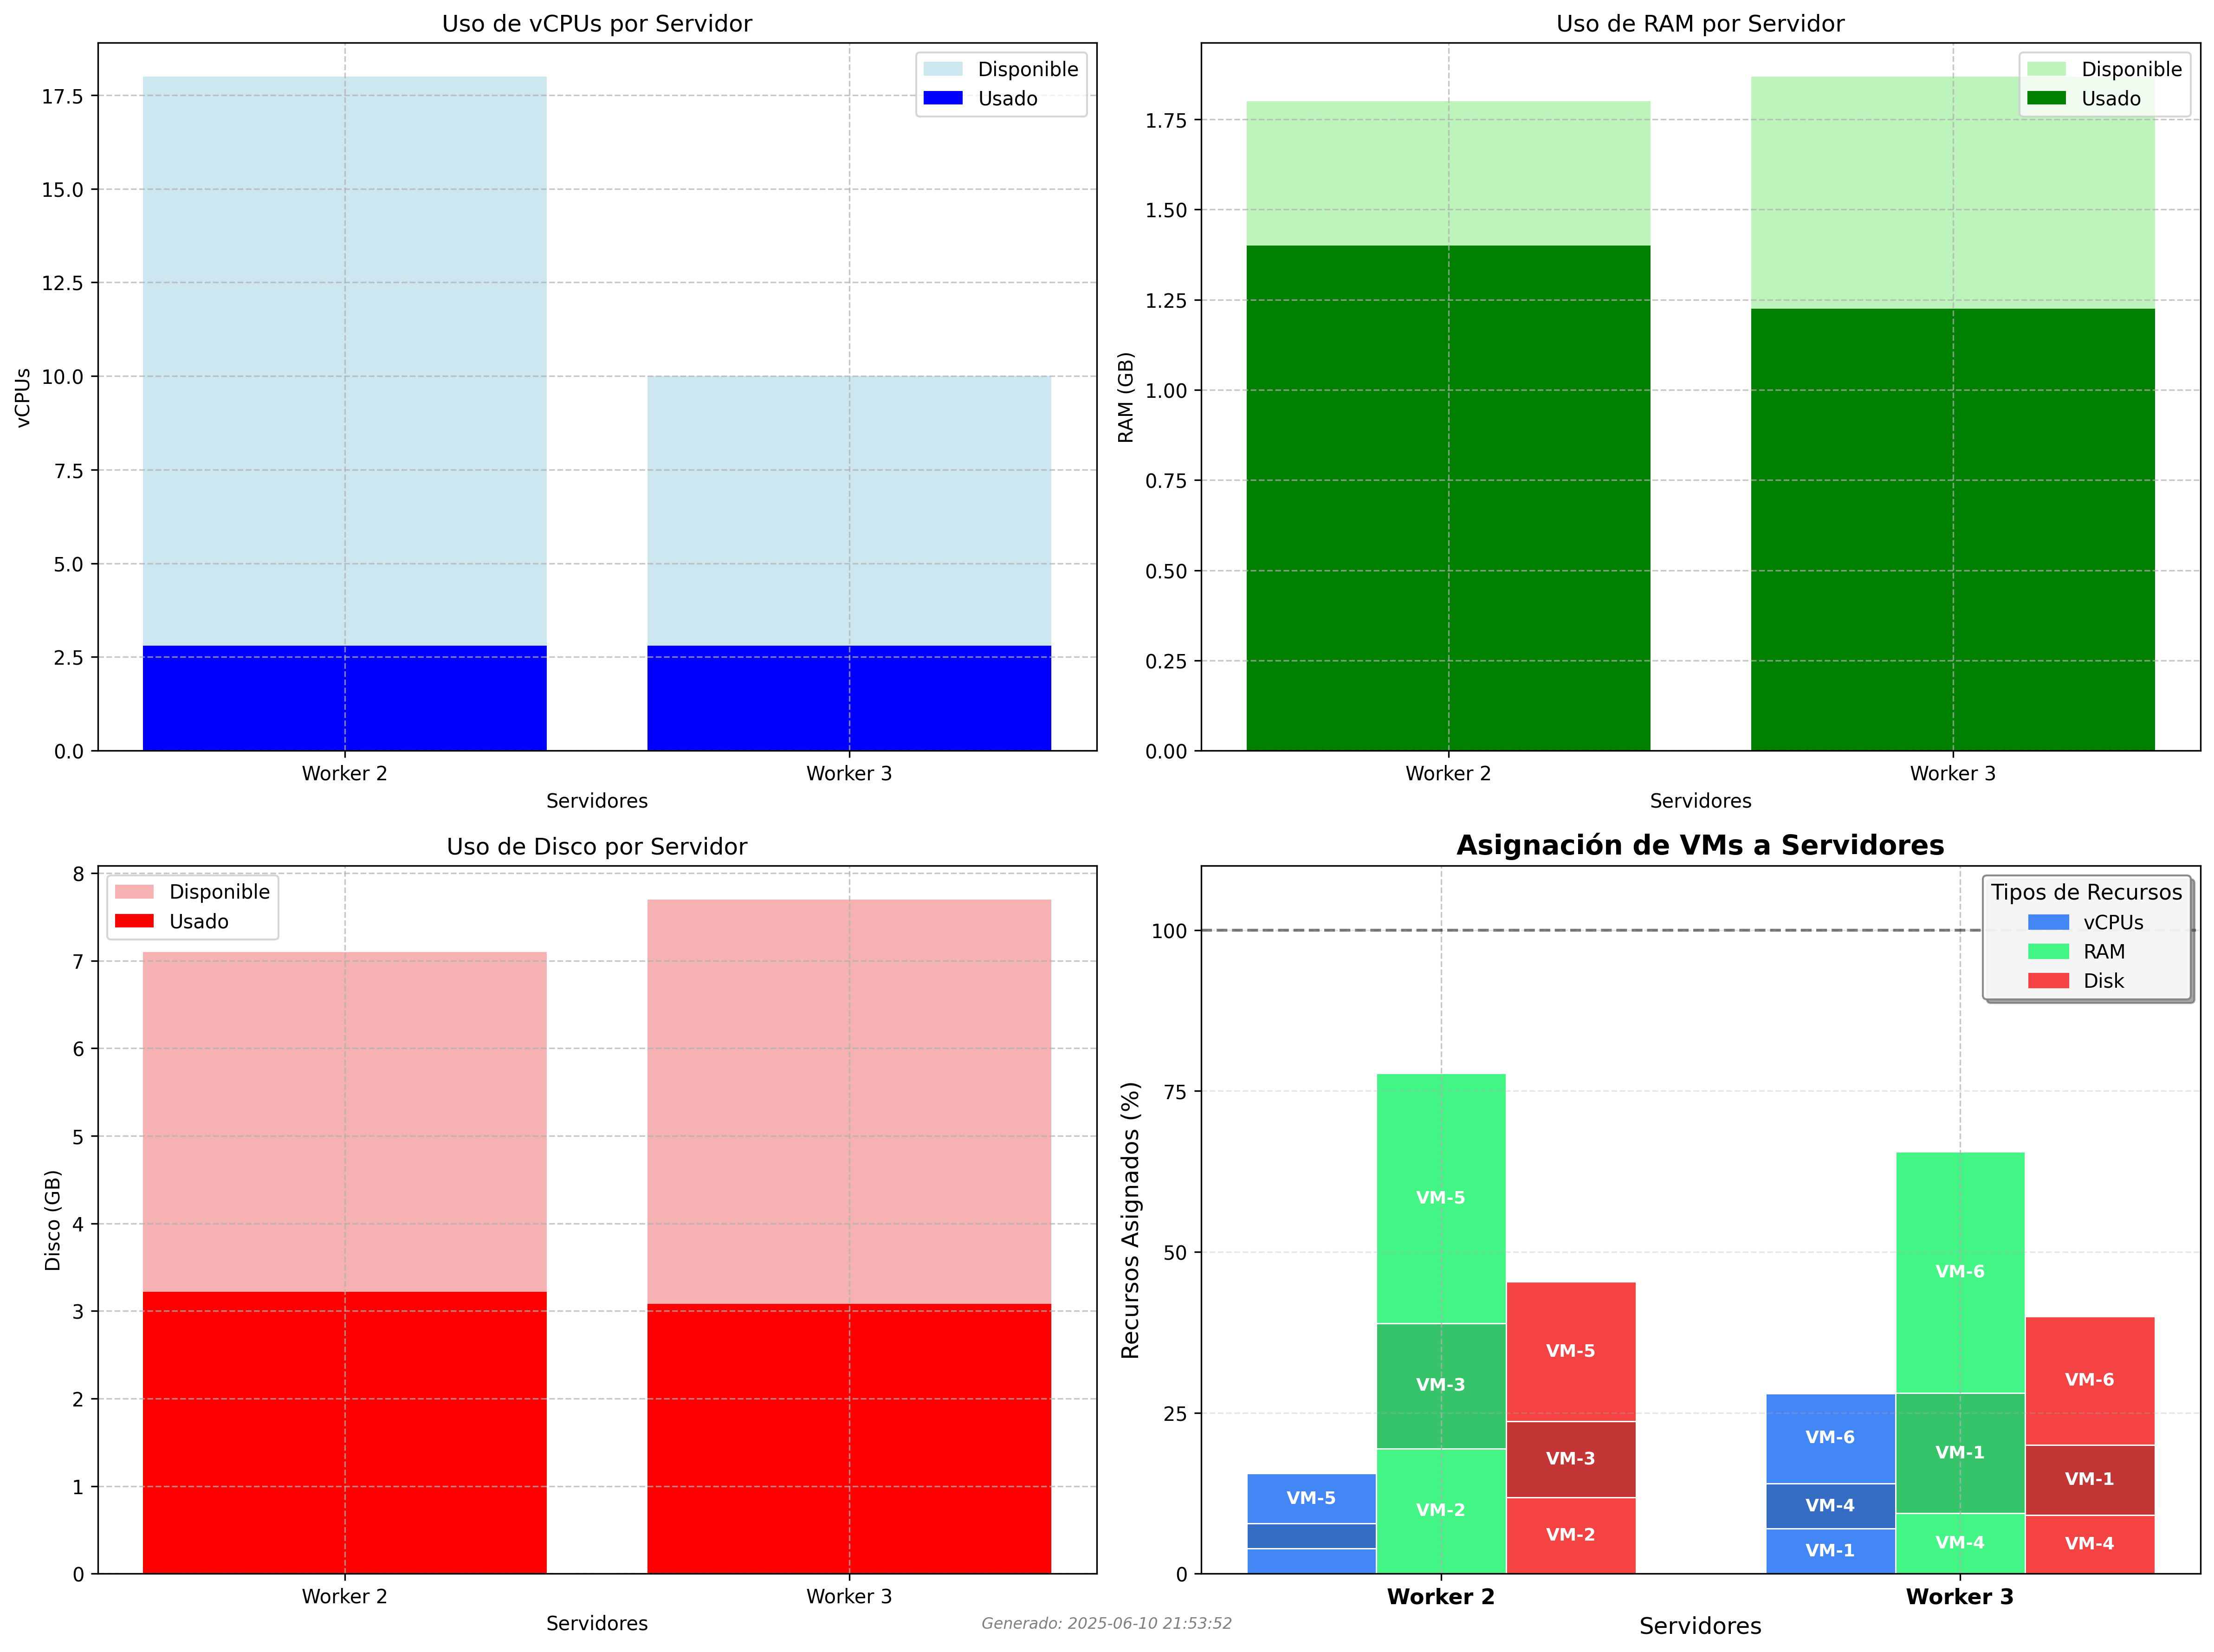 Uso de vCPUs por Servidor
Disponible
Usado
17.5
15.0
12.5
10.0
7.5
5.0
2.5
0.0
vCPUs
Worker 2
Worker 3
Servidores
Uso de RAM por Servidor
Disponible
Usado
1.75
1.50
1.25
1.00
0.75
0.50
0.25
0.00
RAM (GB)
Worker 2
Worker 3
Servidores
Uso de Disco por Servidor
Disponible
Usado
8
7
6
5
4
3
2
1
0
Disco (GB)
Worker 2
Worker 3
Servidores
Asignación de VMs a Servidores
Tipos de Recursos
vCPUs
RAM
Disk
100
75
50
25
0
Recursos Asignados (%)
VM-5
VM-5
VM-3
VM-2
VM-5
VM-3
VM-2
VM-6
VM-4
VM-1
VM-6
VM-1
VM-4
VM-6
VM-1
VM-4
Worker 2
Worker 3
Servidores
Generado: 2025-06-10 21:53:52